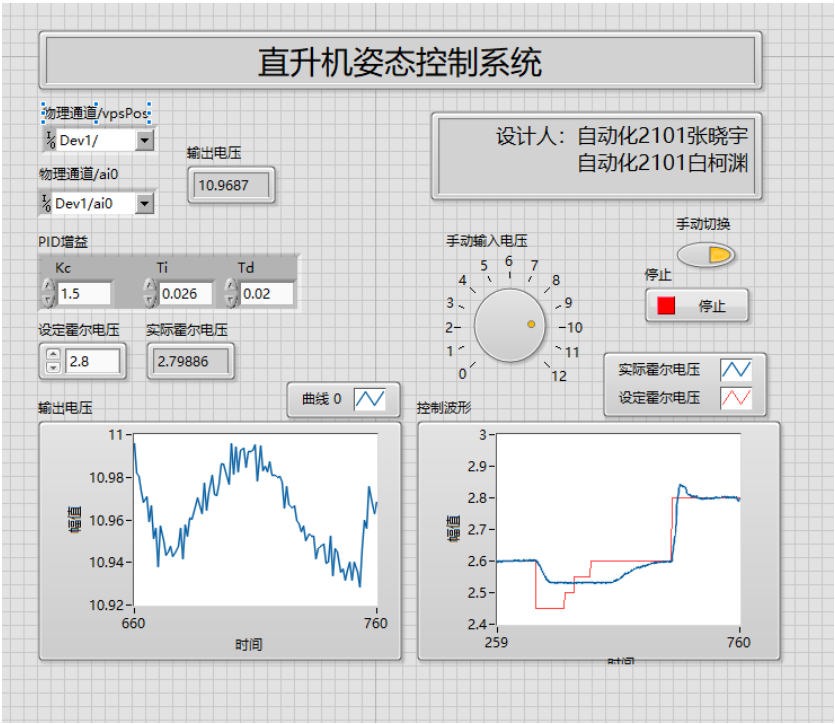 直升机姿态控制系统
物理通道/vpsPos
Dev1/
输出电压
10.9687
设计人：自动化2101张晓宇
自动化2101白柯渊
物理通道/ai0
Dev1/ai0
PID增益
Kc
Ti
Td
1.5
0.026
0.02
手动输入电压
0
1
2
3
4
5
6
7
8
9
10
11
12
手动切换
停止
停止
设定霍尔电压
实际霍尔电压
2.8
2.79886
曲线 0
实际霍尔电压
设定霍尔电压
输出电压
11
10.98
10.96
10.94
10.92
幅值
660
760
时间
控制波形
3
2.9
2.8
2.7
2.6
2.5
2.4
幅值
259
760
时间